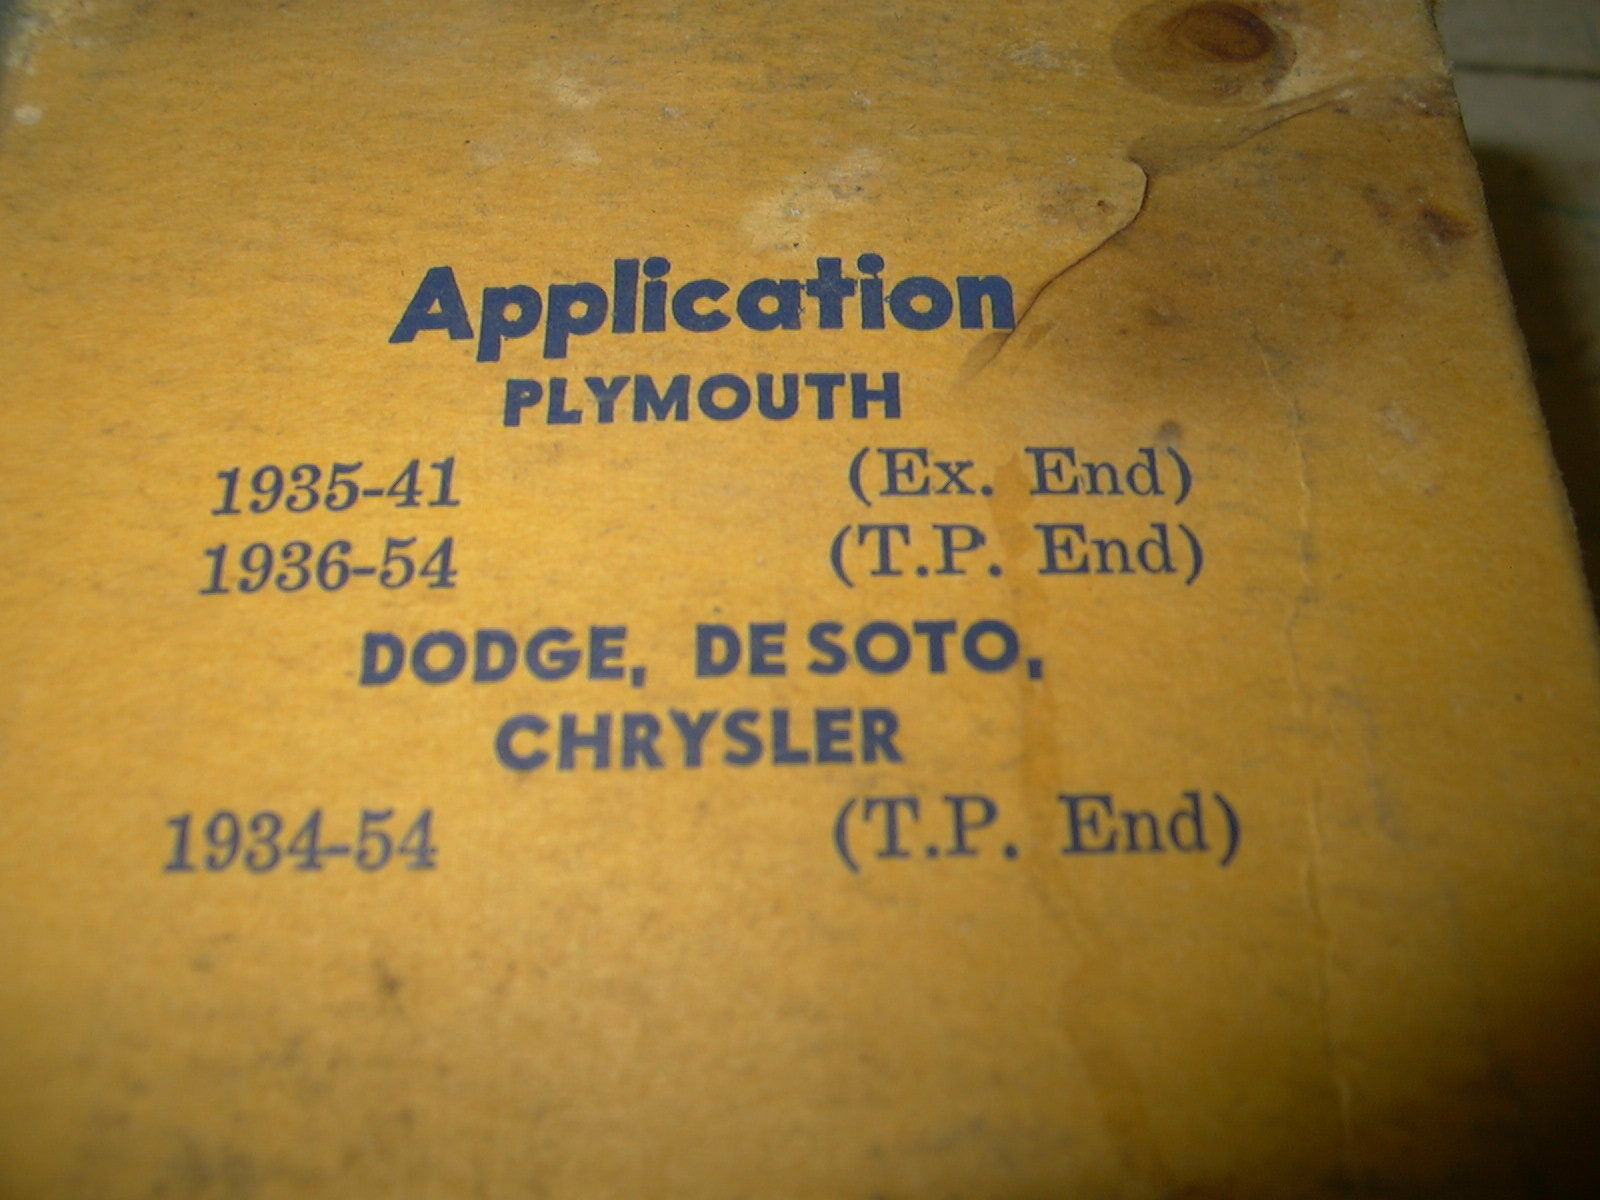 Application
PLYMOUTH
1935-41 (Ex. End)
1936-54 (T.P. End)
DODGE, DE SOTO,
CHRYSLER
1934-54 (T.P. End)